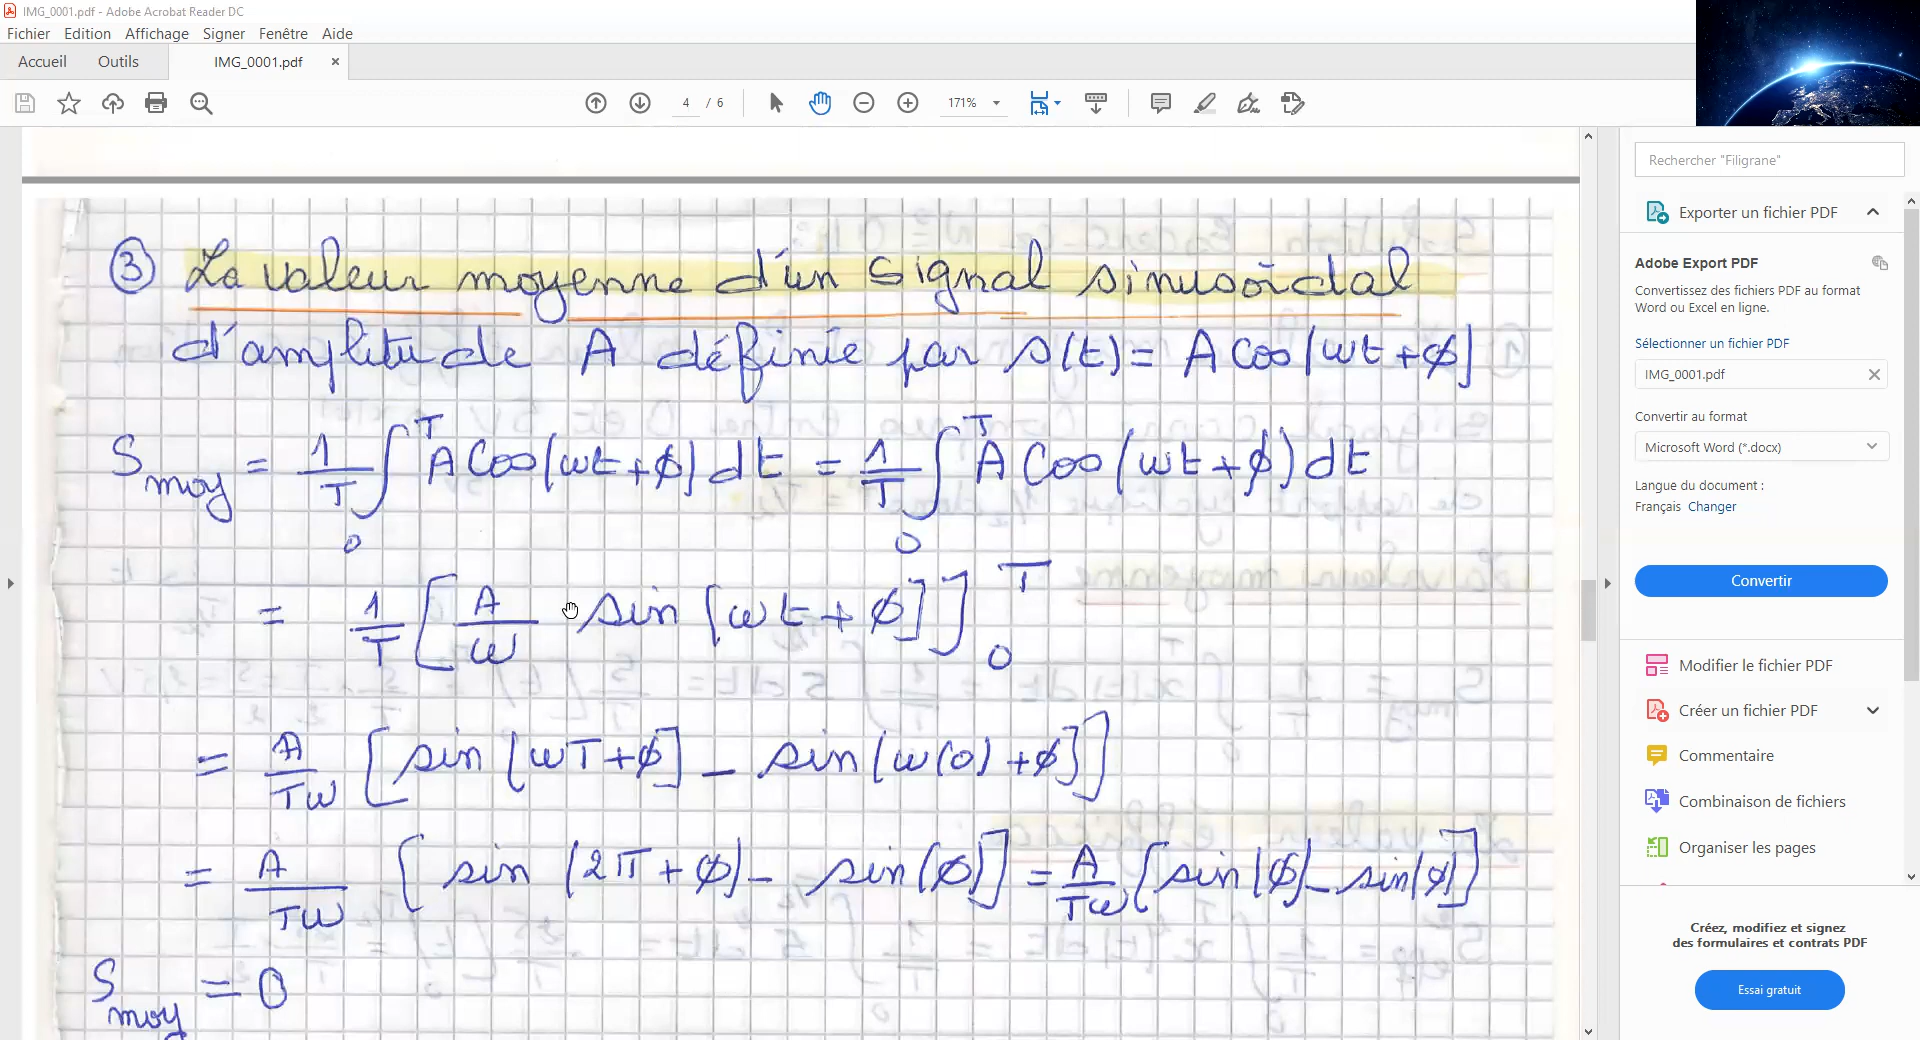 IMG_0001.pdf - Adobe Acrobat Reader DC
Fichier Edition Affichage Signer Fenêtre Aide
Accueil Outils IMG_0001.pdf ×
4 / 6 171%
③ La valeur moyenne d'un signal sinusoïdal
d'amplitude A définie par s(t) = A Cos(ωt + φ)
S_moy = 1/T ∫₀ᵀ A Cos(ωt + φ) dt = 1/T ∫₀ᵀ A Cos(ωt + φ) dt
= 1/T [A/ω sin(ωt + φ)]₀ᵀ
= A/Tω [sin(ωT + φ) - sin(ω(0) + φ)]
= A/Tω [sin(2π + φ) - sin(φ)] = A/Tω [sin(φ) - sin(φ)]
S_moy = 0
Rechercher "Filigrane"
Exporter un fichier PDF
Adobe Export PDF
Convertissez des fichiers PDF au format
Word ou Excel en ligne.
Sélectionner un fichier PDF
IMG_0001.pdf
Convertir au format
Microsoft Word (*.docx)
Langue du document :
Français Changer
Convertir
Modifier le fichier PDF
Créer un fichier PDF
Commentaire
Combinaison de fichiers
Organiser les pages
Créez, modifiez et signez
des formulaires et contrats PDF
Essai gratuit